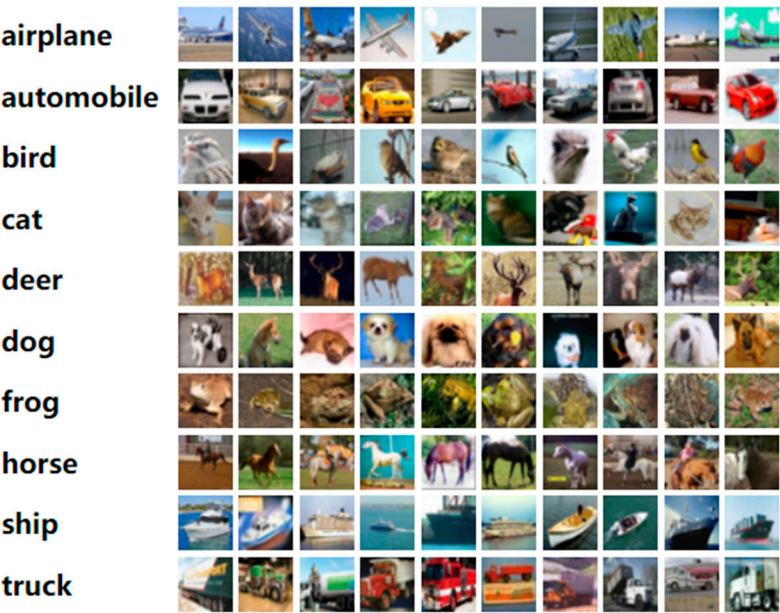 airplane
automobile
bird
cat
deer
dog
frog
horse
ship
truck